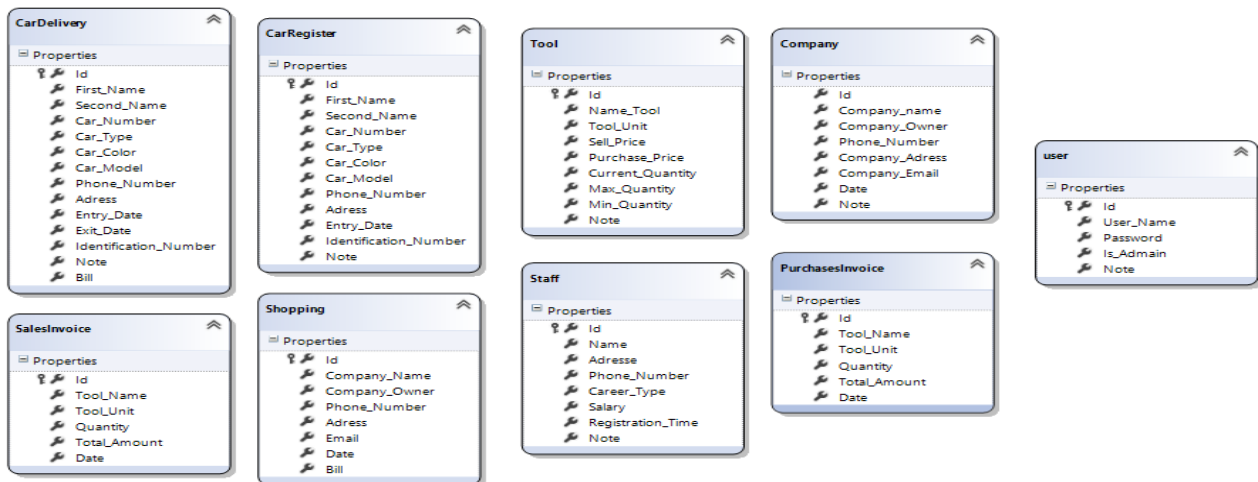 CarDelivery
Properties
Id
First_Name
Second_Name
Car_Number
Car_Type
Car_Color
Car_Model
Phone_Number
Adress
Entry_Date
Exit_Date
Identification_Number
Note
Bill
SalesInvoice
Properties
Id
Tool_Name
Tool_Unit
Quantity
Total_Amount
Date
CarRegister
Properties
Id
First_Name
Second_Name
Car_Number
Car_Type
Car_Color
Car_Model
Phone_Number
Adress
Entry_Date
Identification_Number
Note
Shopping
Properties
Id
Company_Name
Company_Owner
Phone_Number
Adress
Email
Date
Bill
Tool
Properties
Id
Name_Tool
Tool_Unit
Sell_Price
Purchase_Price
Current_Quantity
Max_Quantity
Min_Quantity
Note
Staff
Properties
Id
Name
Adresse
Phone_Number
Career_Type
Salary
Registration_Time
Note
Company
Properties
Id
Company_name
Company_Owner
Phone_Number
Company_Adress
Company_Email
Date
Note
PurchasesInvoice
Properties
Id
Tool_Name
Tool_Unit
Quantity
Total_Amount
Date
user
Properties
Id
User_Name
Password
Is_Admain
Note